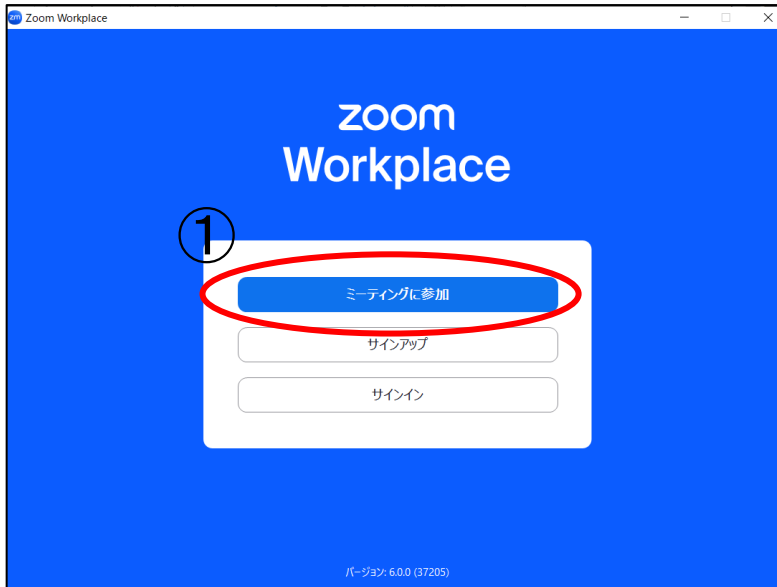 zm Zoom Workplace
zoom
Workplace
①
ミーティングに参加
サインアップ
サインイン
バージョン: 6.0.0 (37205)